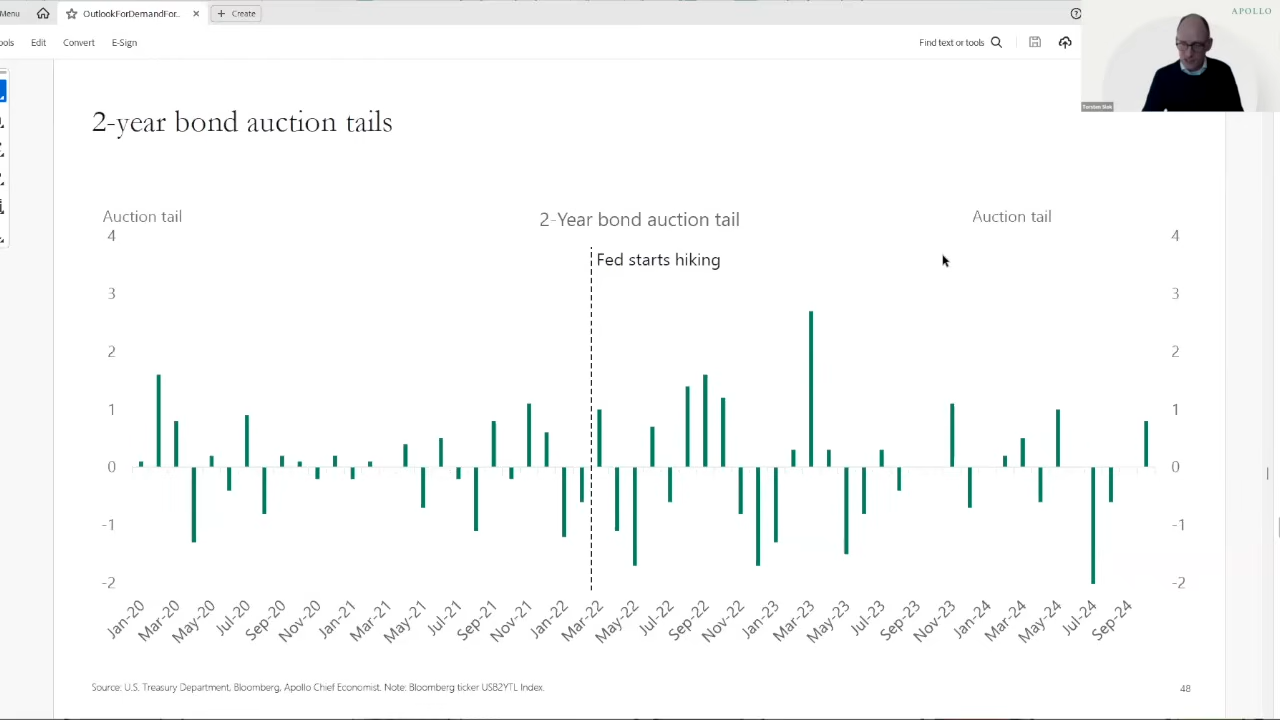 Menu
OutlookForDemandFor...
+ Create
APOLLO
Edit
Convert
E-Sign
Find text or tools
Torsten Slok
2-year bond auction tails
Auction tail
2-Year bond auction tail
Auction tail
4
4
Fed starts hiking
3
3
2
2
1
1
0
0
-1
-1
-2
-2
Jan-20
Mar-20
May-20
Jul-20
Sep-20
Nov-20
Jan-21
Mar-21
May-21
Jul-21
Sep-21
Nov-21
Jan-22
Mar-22
May-22
Jul-22
Sep-22
Nov-22
Jan-23
Mar-23
May-23
Jul-23
Sep-23
Nov-23
Jan-24
Mar-24
May-24
Jul-24
Sep-24
Source: U.S. Treasury Department, Bloomberg, Apollo Chief Economist. Note: Bloomberg ticker USB2YTL Index.
48